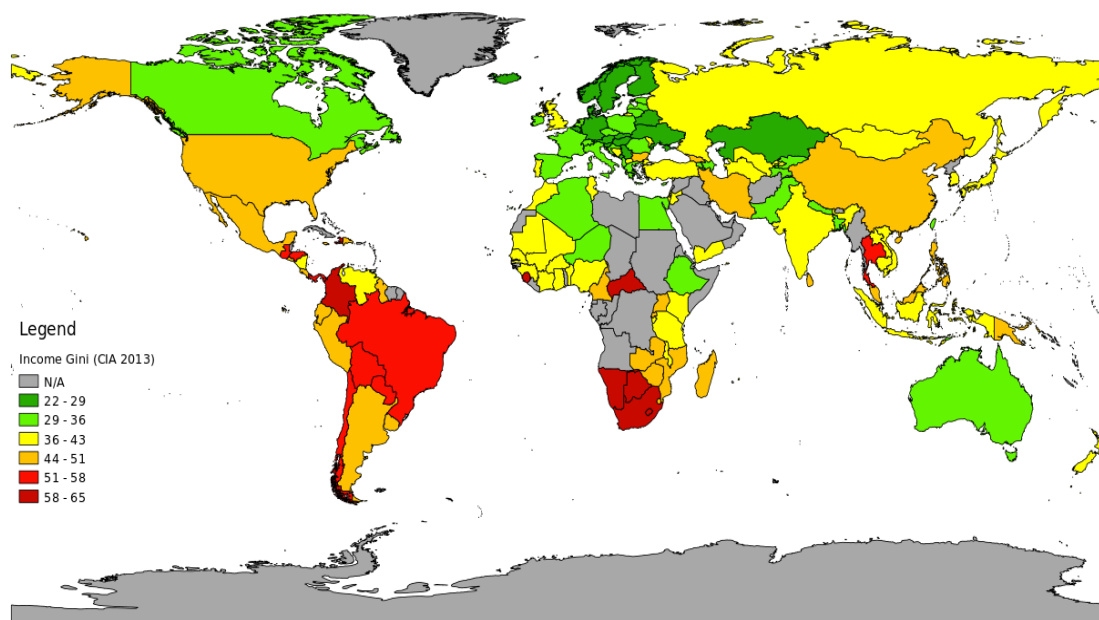 Legend
Income Gini (CIA 2013)
N/A
22 - 29
29 - 36
36 - 43
44 - 51
51 - 58
58 - 65